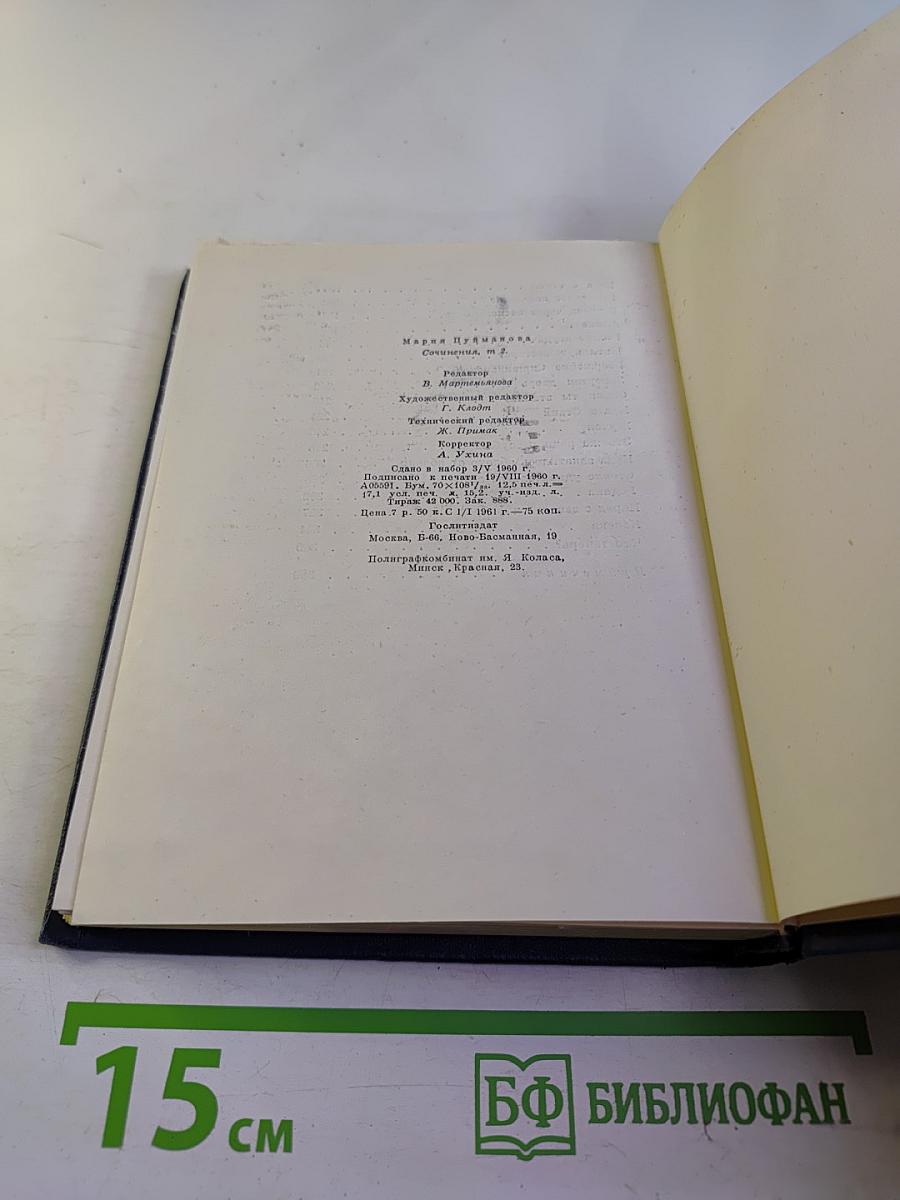 Мария Пуйманова
Сочинения, т 2.
Редактор
В. Мартемьянова
Художественный редактор
Г. Клодт
Технический редактор
Ж. Примак
Корректор
А. Ухина
Сдано в набор 3/V 1960 г.
Подписано к печати 19/VIII 1960 г.
А05591. Бум. 70×108¹/₃₂. 12,5 печ.л.=
17,1 усл. печ. л. 15,2. уч.-изд. л.
Тираж 42 000. Зак. 888.
Цена 7 р. 50 к. С 1/I 1961 г.—75 коп.
Гослитиздат
Москва, Б-66, Ново-Басманная, 19
Полиграфкомбинат им. Я Коласа,
Минск, Красная, 23.
15 см
БФ БИБЛИОФАН